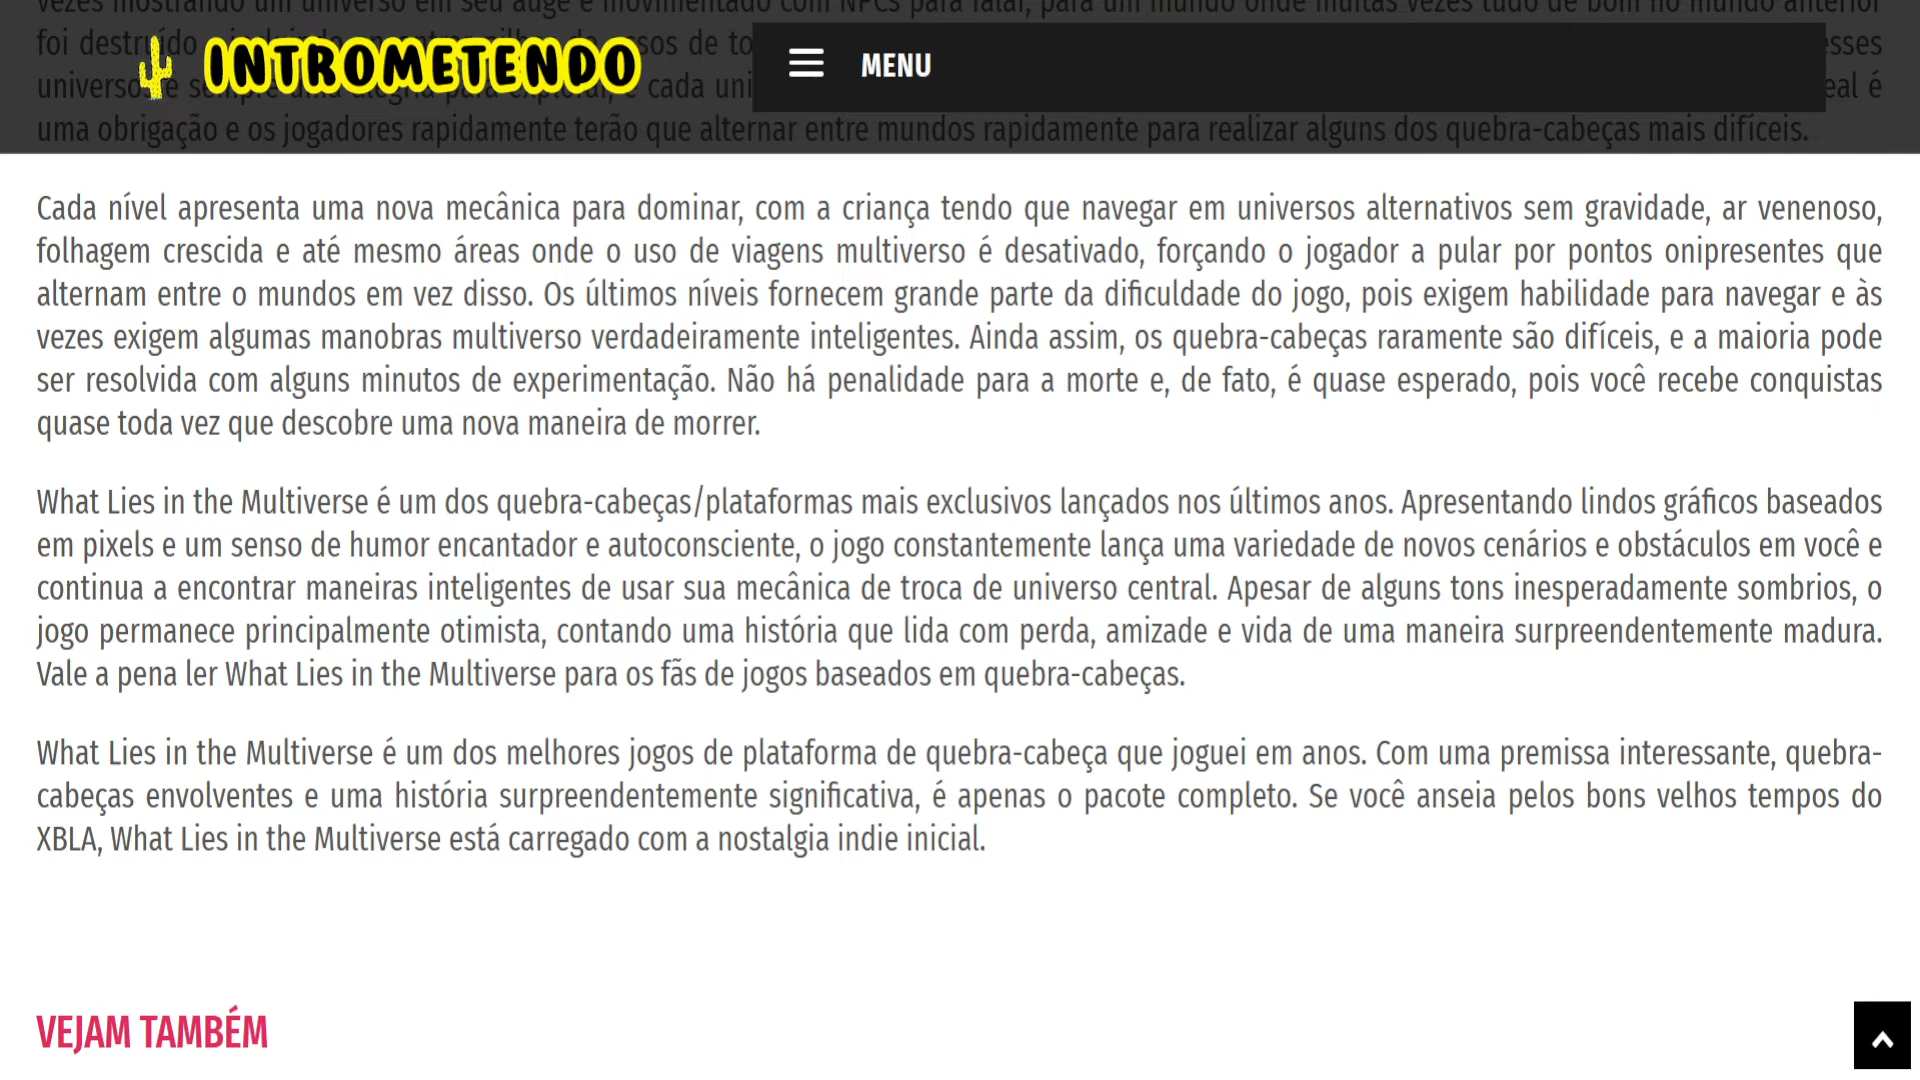 vezes mostrando um universo em seu auge e movimentado com NPCs para falar, para um mundo onde muitas vezes tudo de bom no mundo anterior
foi destruído sos de to esses
INTROMETENDO
MENU
universos e sempre uma alegria para explorar, e cada uni eal é
uma obrigação e os jogadores rapidamente terão que alternar entre mundos rapidamente para realizar alguns dos quebra-cabeças mais difíceis.
Cada nível apresenta uma nova mecânica para dominar, com a criança tendo que navegar em universos alternativos sem gravidade, ar venenoso,
folhagem crescida e até mesmo áreas onde o uso de viagens multiverso é desativado, forçando o jogador a pular por pontos onipresentes que
alternam entre o mundos em vez disso. Os últimos níveis fornecem grande parte da dificuldade do jogo, pois exigem habilidade para navegar e às
vezes exigem algumas manobras multiverso verdadeiramente inteligentes. Ainda assim, os quebra-cabeças raramente são difíceis, e a maioria pode
ser resolvida com alguns minutos de experimentação. Não há penalidade para a morte e, de fato, é quase esperado, pois você recebe conquistas
quase toda vez que descobre uma nova maneira de morrer.
What Lies in the Multiverse é um dos quebra-cabeças/plataformas mais exclusivos lançados nos últimos anos. Apresentando lindos gráficos baseados
em pixels e um senso de humor encantador e autoconsciente, o jogo constantemente lança uma variedade de novos cenários e obstáculos em você e
continua a encontrar maneiras inteligentes de usar sua mecânica de troca de universo central. Apesar de alguns tons inesperadamente sombrios, o
jogo permanece principalmente otimista, contando uma história que lida com perda, amizade e vida de uma maneira surpreendentemente madura.
Vale a pena ler What Lies in the Multiverse para os fãs de jogos baseados em quebra-cabeças.
What Lies in the Multiverse é um dos melhores jogos de plataforma de quebra-cabeça que joguei em anos. Com uma premissa interessante, quebra-
cabeças envolventes e uma história surpreendentemente significativa, é apenas o pacote completo. Se você anseia pelos bons velhos tempos do
XBLA, What Lies in the Multiverse está carregado com a nostalgia indie inicial.
VEJAM TAMBÉM